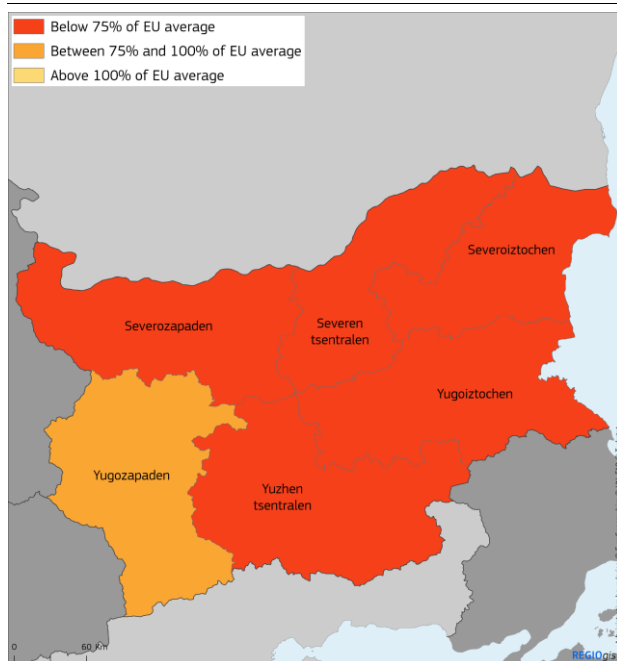 Below 75% of EU average
Between 75% and 100% of EU average
Above 100% of EU average
Severoiztochen
Severozapaden
Severen
tsentralen
Yugoiztochen
Yugozapaden
Yuzhen
tsentralen
0 60 Km
REGIOgis